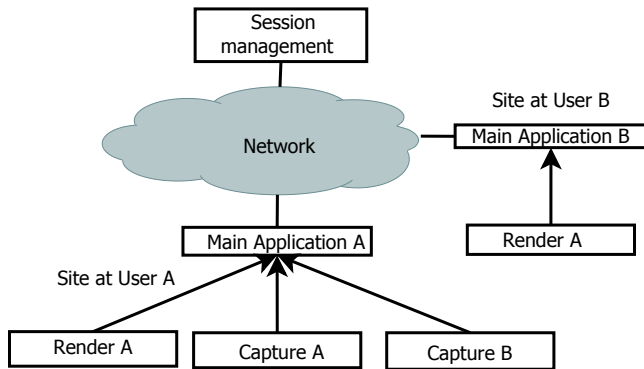 Session
management
Site at User B
Network
Main Application B
Main Application A
Render A
Site at User A
Render A
Capture A
Capture B